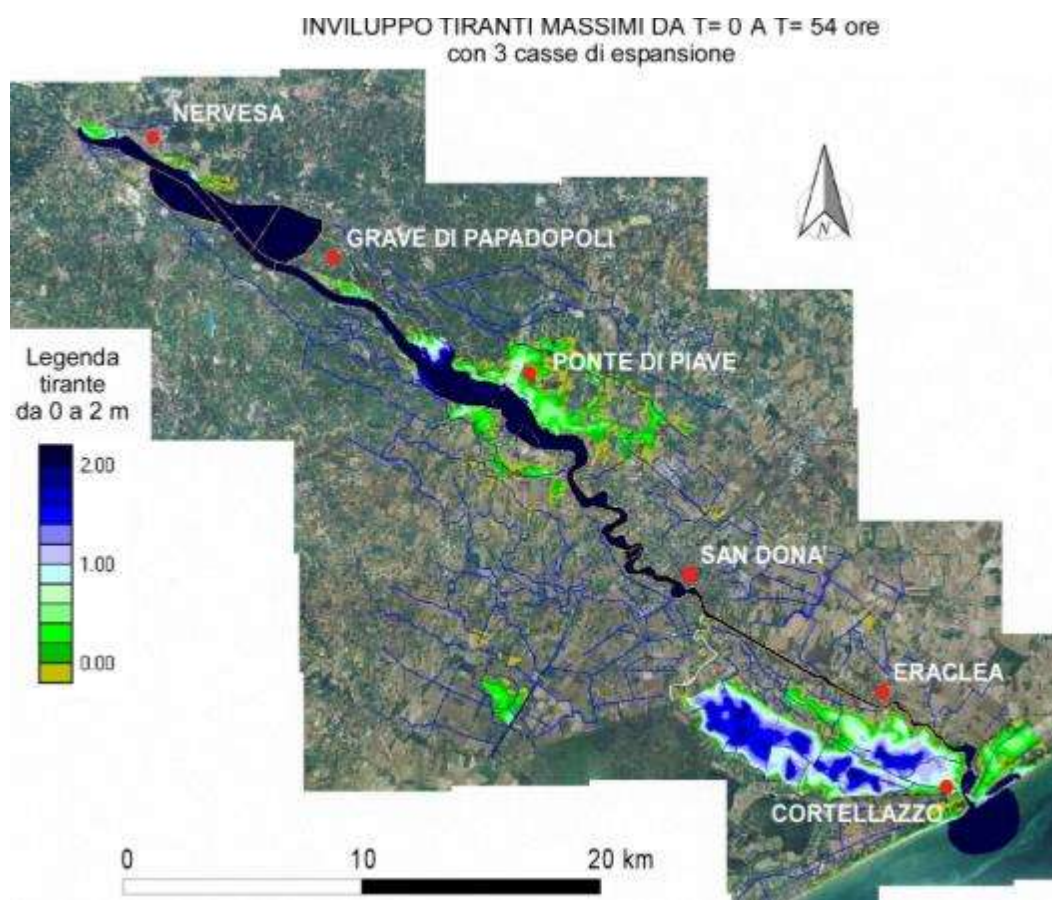 INVILUPPO TIRANTI MASSIMI DA T= 0 A T= 54 ore
con 3 casse di espansione
NERVESA
GRAVE DI PAPADOPOLI
N
PONTE DI PIAVE
Legenda
tirante
da 0 a 2 m
2.00
1.00
0.00
SAN DONA'
ERACLEA
CORTELLAZZO
0 10 20 km